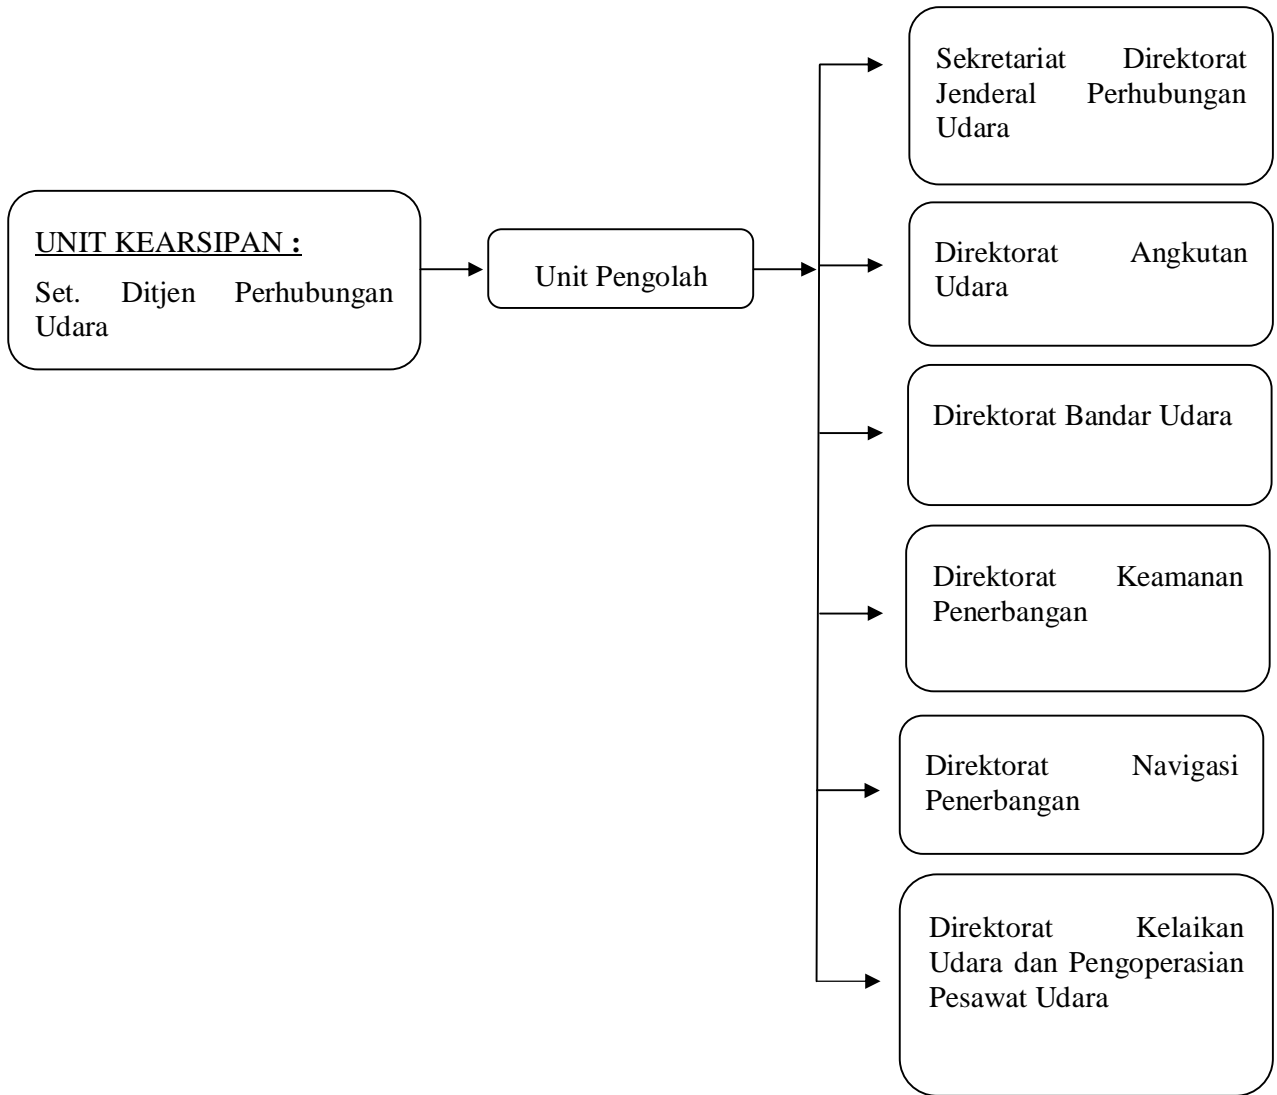 UNIT KEARSIPAN :
Set. Ditjen Perhubungan
Udara
Unit Pengolah
Sekretariat Direktorat
Jenderal Perhubungan
Udara
Direktorat Angkutan
Udara
Direktorat Bandar Udara
Direktorat Keamanan
Penerbangan
Direktorat Navigasi
Penerbangan
Direktorat Kelaikan
Udara dan Pengoperasian
Pesawat Udara